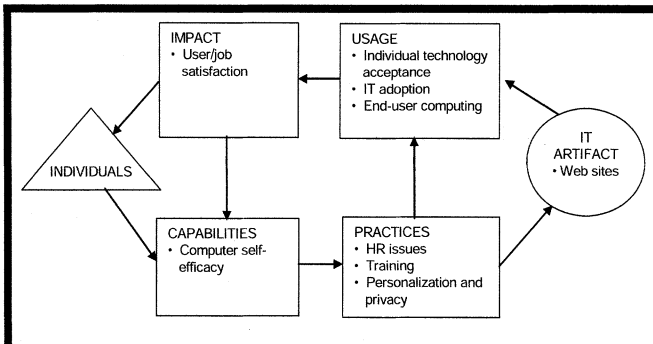 IMPACT
• User/job
satisfaction
USAGE
• Individual technology
acceptance
• IT adoption
• End-user computing
IT
ARTIFACT
• Web sites
INDIVIDUALS
CAPABILITIES
• Computer self-
efficacy
PRACTICES
• HR issues
• Training
• Personalization and
privacy